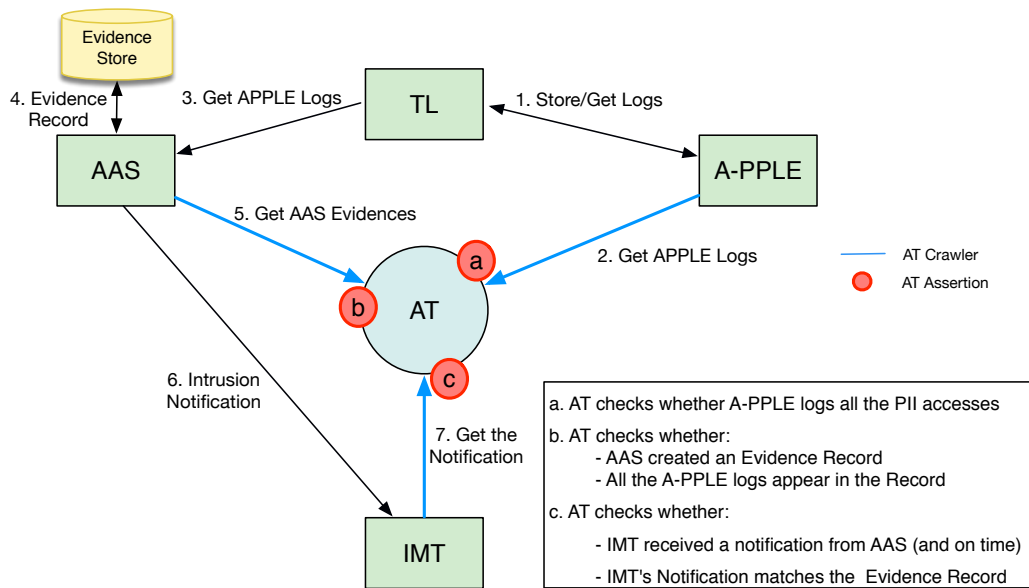 Evidence
Store
4. Evidence
Record
3. Get APPLE Logs
TL
1. Store/Get Logs
AAS
A-PPLE
5. Get AAS Evidences
2. Get APPLE Logs
a
b
AT
c
AT Crawler
AT Assertion
6. Intrusion
Notification
7. Get the
Notification
IMT
a. AT checks whether A-PPLE logs all the PII accesses
b. AT checks whether:
- AAS created an Evidence Record
- All the A-PPLE logs appear in the Record
c. AT checks whether:
- IMT received a notification from AAS (and on time)
- IMT's Notification matches the Evidence Record